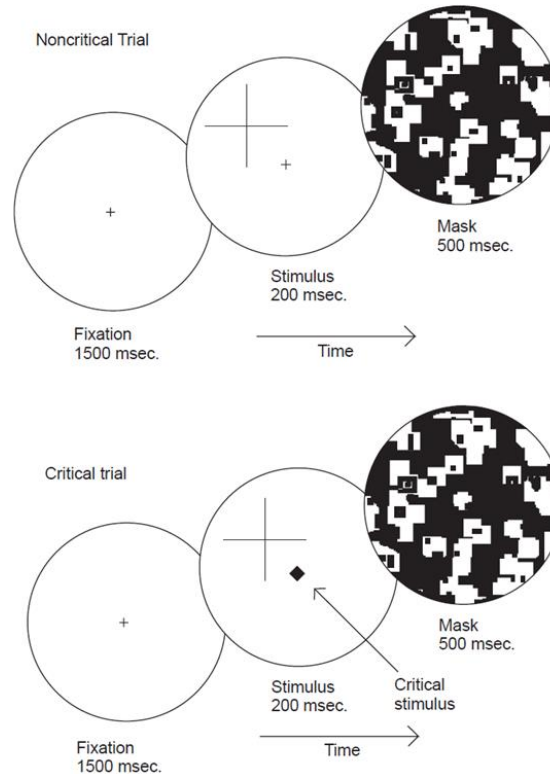 Noncritical Trial
Mask
500 msec.
Stimulus
200 msec.
Fixation
1500 msec.
Time
Critical trial
Mask
500 msec.
Stimulus
200 msec.
Critical
stimulus
Fixation
1500 msec.
Time